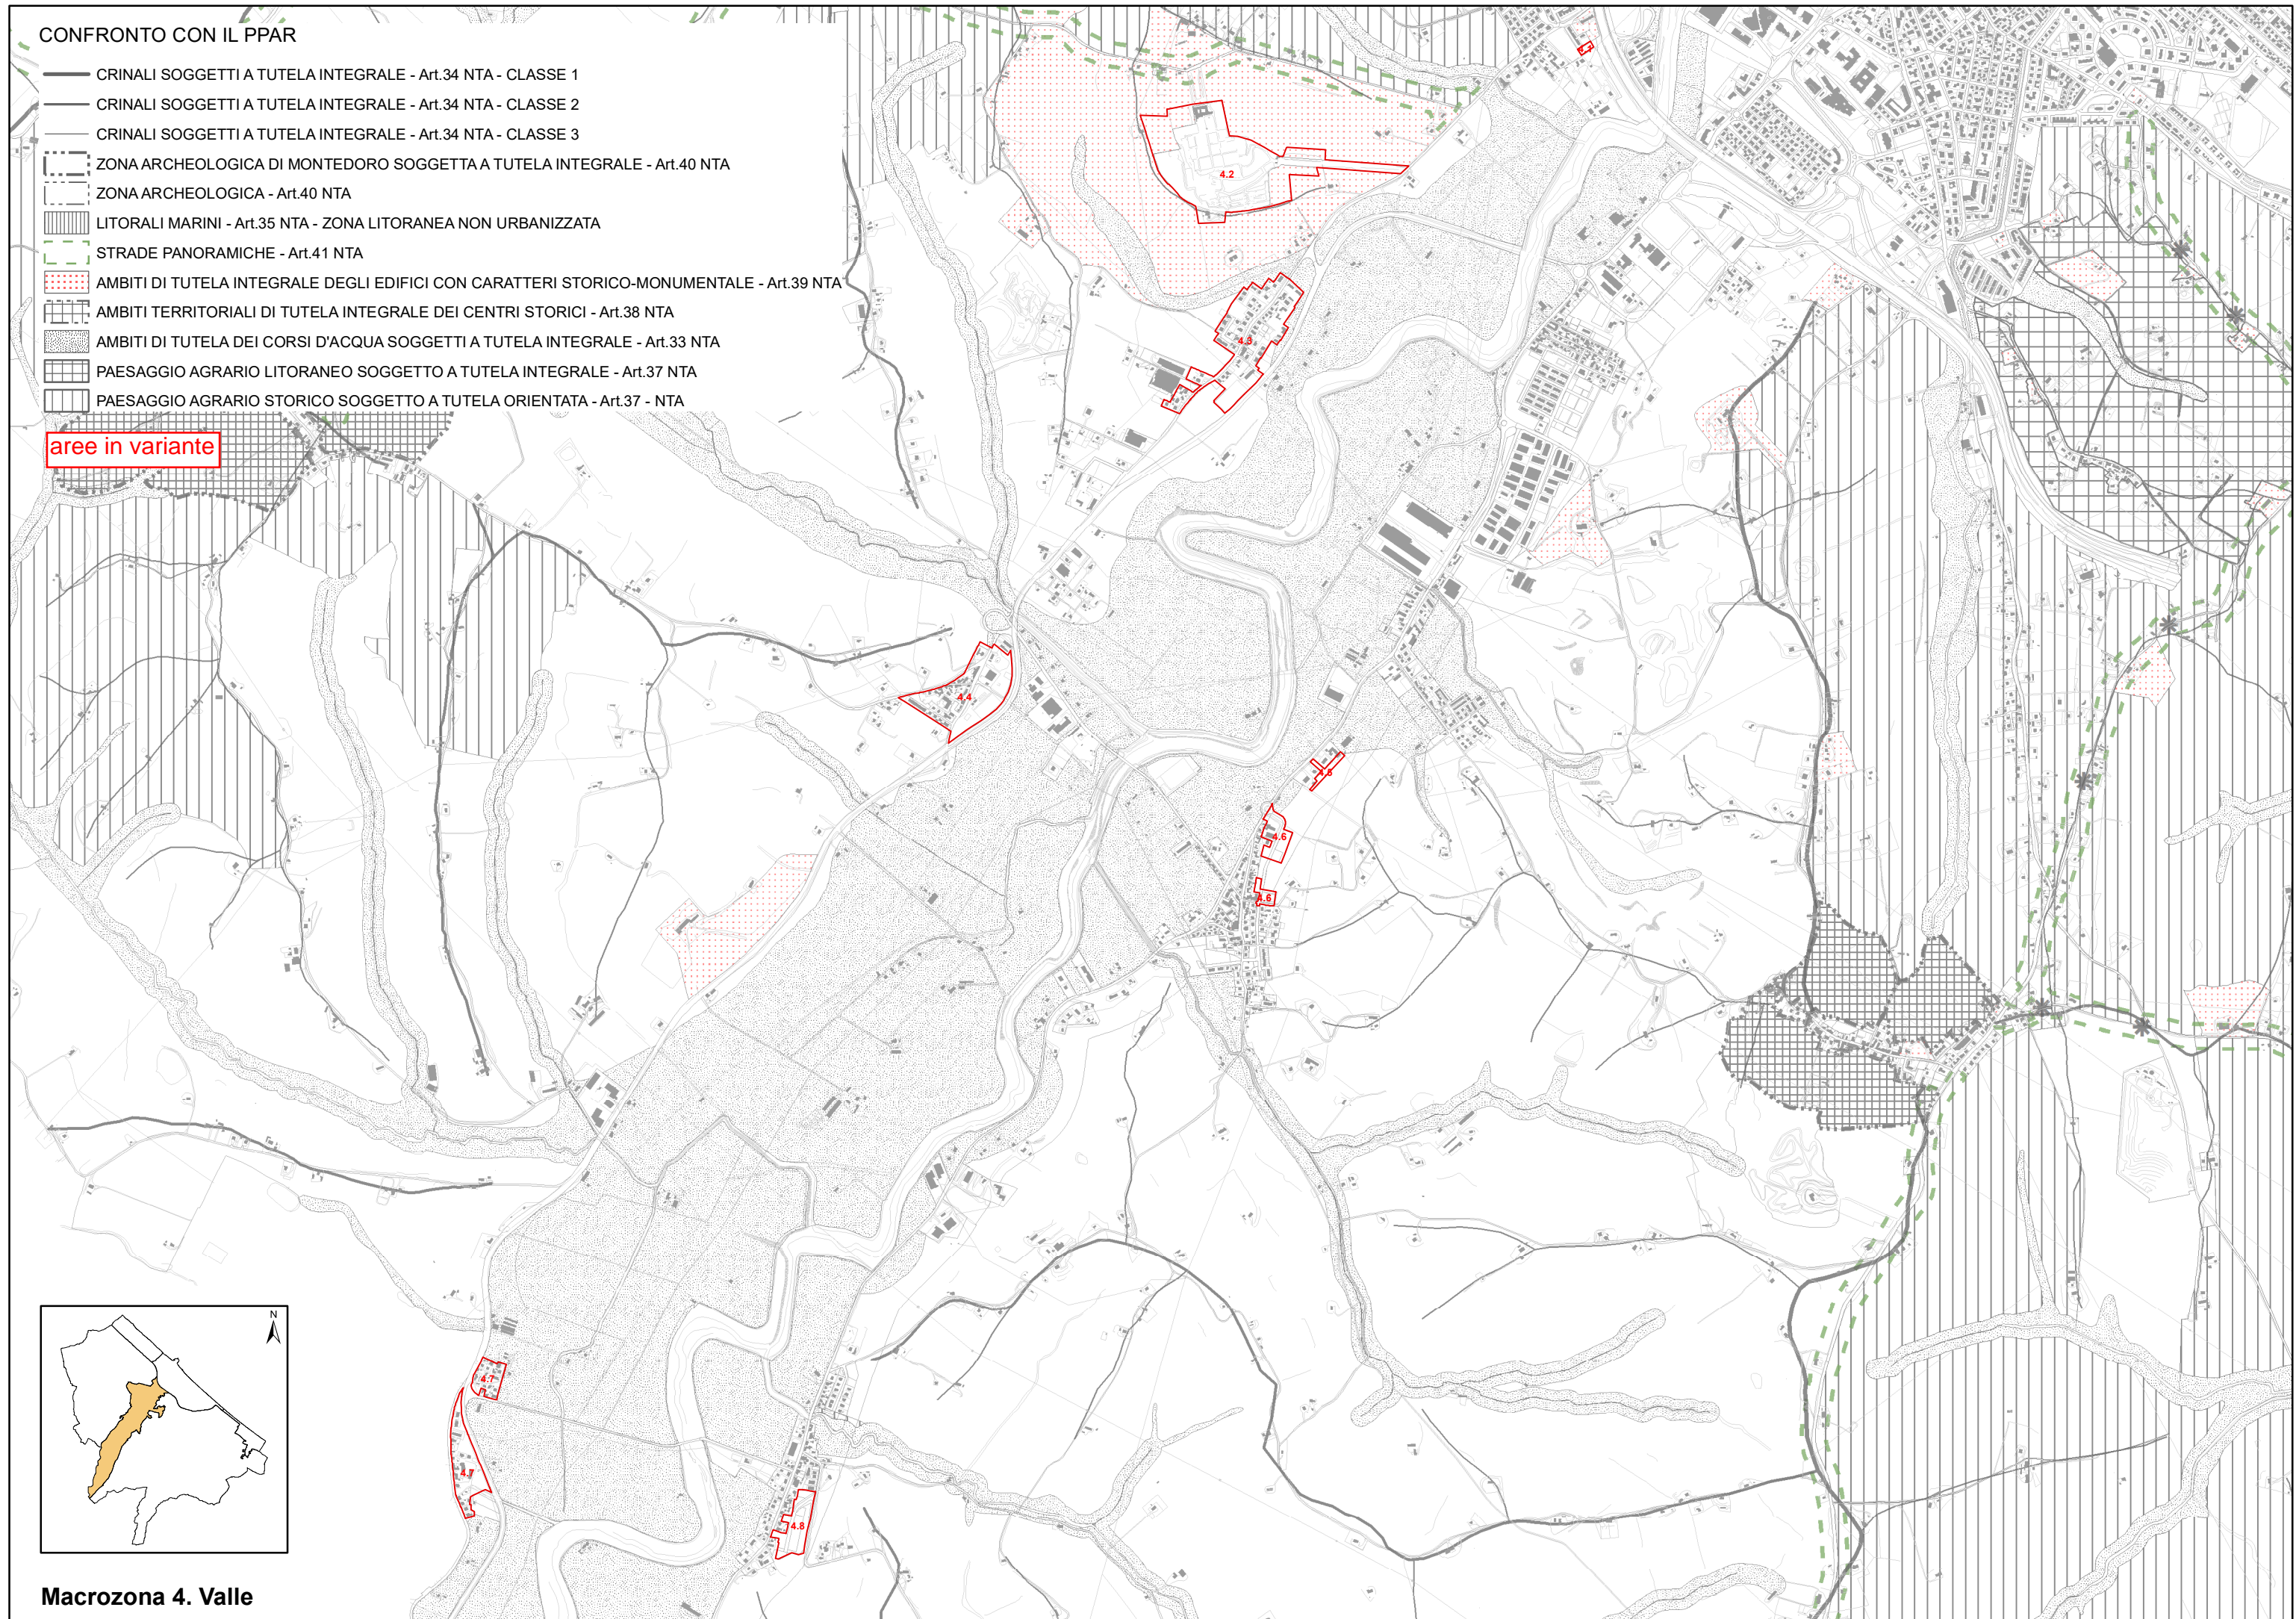 CONFRONTO CON IL PPAR
CRINALI SOGGETTI A TUTELA INTEGRALE - Art.34 NTA - CLASSE 1
CRINALI SOGGETTI A TUTELA INTEGRALE - Art.34 NTA - CLASSE 2
CRINALI SOGGETTI A TUTELA INTEGRALE - Art.34 NTA - CLASSE 3
ZONA ARCHEOLOGICA DI MONTEDORO SOGGETTA A TUTELA INTEGRALE - Art.40 NTA
ZONA ARCHEOLOGICA - Art.40 NTA
LITORALI MARINI - Art.35 NTA - ZONA LITORANEA NON URBANIZZATA
STRADE PANORAMICHE - Art.41 NTA
AMBITI DI TUTELA INTEGRALE DEGLI EDIFICI CON CARATTERI STORICO-MONUMENTALE - Art.39 NTA
AMBITI TERRITORIALI DI TUTELA INTEGRALE DEI CENTRI STORICI - Art.38 NTA
AMBITI DI TUTELA DEI CORSI D'ACQUA SOGGETTI A TUTELA INTEGRALE - Art.33 NTA
PAESAGGIO AGRARIO LITORANEO SOGGETTO A TUTELA INTEGRALE - Art.37 NTA
PAESAGGIO AGRARIO STORICO SOGGETTO A TUTELA ORIENTATA - Art.37 - NTA
aree in variante
4.2
4.3
4.4
4.6
4.6
4.7
4.7
4.8
N
Macrozona 4. Valle